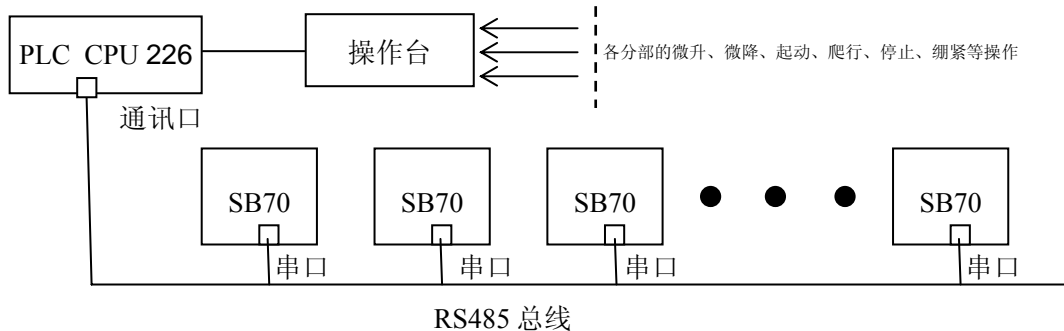 PLC CPU 226
操作台
各分部的微升、微降、起动、爬行、停止、绷紧等操作
通讯口
SB70
SB70
SB70
SB70
串口
串口
串口
串口
RS485 总线